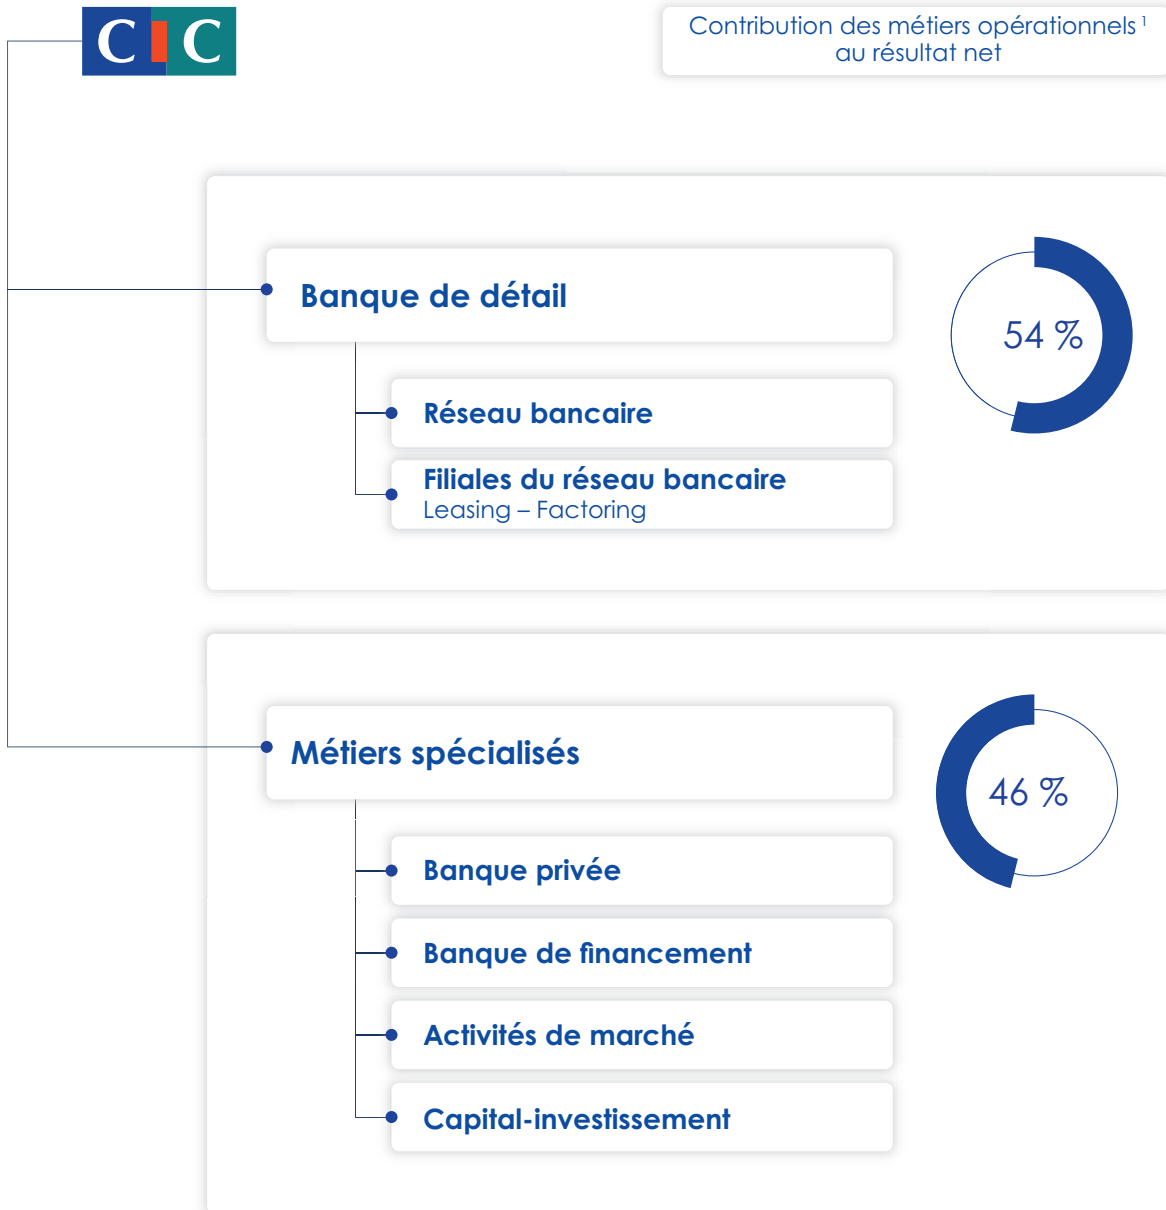 CIC
Contribution des métiers opérationnels 1
au résultat net
Banque de détail
54 %
Réseau bancaire
Filiales du réseau bancaire
Leasing – Factoring
Métiers spécialisés
46 %
Banque privée
Banque de financement
Activités de marché
Capital-investissement